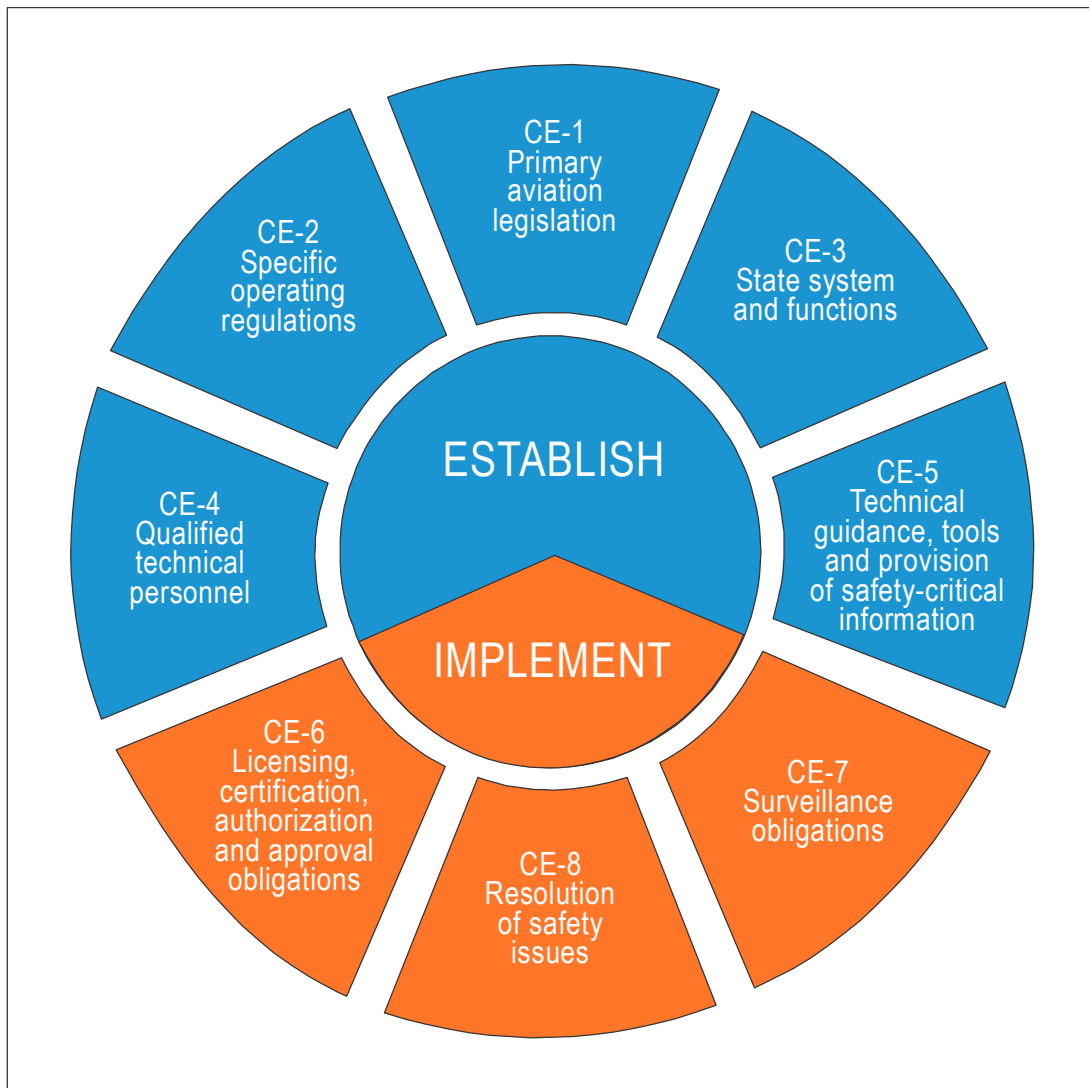 CE-1
Primary
aviation
legislation
CE-2
Specific
operating
regulations
CE-3
State system
and functions
ESTABLISH
CE-4
Qualified
technical
personnel
CE-5
Technical
guidance, tools
and provision
of safety-critical
information
IMPLEMENT
CE-6
Licensing,
certification,
authorization
and approval
obligations
CE-7
Surveillance
obligations
CE-8
Resolution
of safety
issues